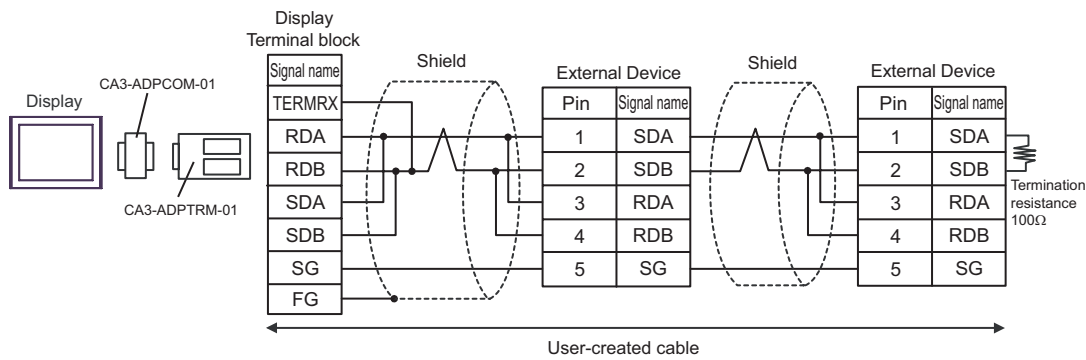 Display
Terminal block
Shield
Shield
CA3-ADPCOM-01
Display
CA3-ADPTRM-01
Signal name
TERMRX
RDA
RDB
SDA
SDB
SG
FG
External Device
Pin Signal name
1 SDA
2 SDB
3 RDA
4 RDB
5 SG
External Device
Pin Signal name
1 SDA
2 SDB
3 RDA
4 RDB
5 SG
Termination
resistance
100Ω
User-created cable